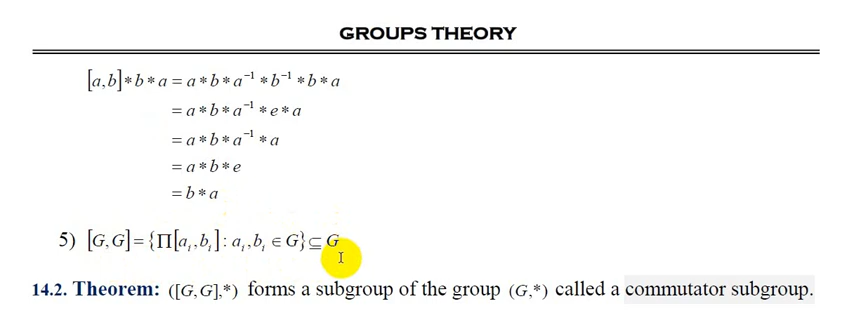 GROUPS THEORY
[a,b]*b*a = a*b*a⁻¹*b⁻¹*b*a
= a*b*a⁻¹*e*a
= a*b*a⁻¹*a
= a*b*e
= b*a
5) [G,G]={Π[aᵢ,bᵢ]: aᵢ,bᵢ ∈ G}⊆G
14.2. Theorem: ([G,G],*) forms a subgroup of the group (G,*) called a commutator subgroup.